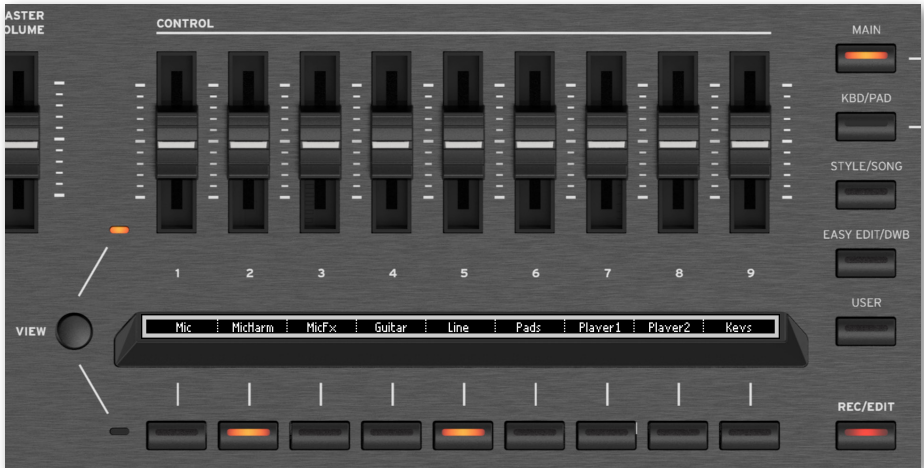 ASTER
OLUME
CONTROL
MAIN
KBD/PAD
STYLE/SONG
EASY EDIT/DWB
USER
1 2 3 4 5 6 7 8 9
VIEW
Mic MicHarm MicFx Guitar Line Pads Player1 Player2 Keys
REC/EDIT